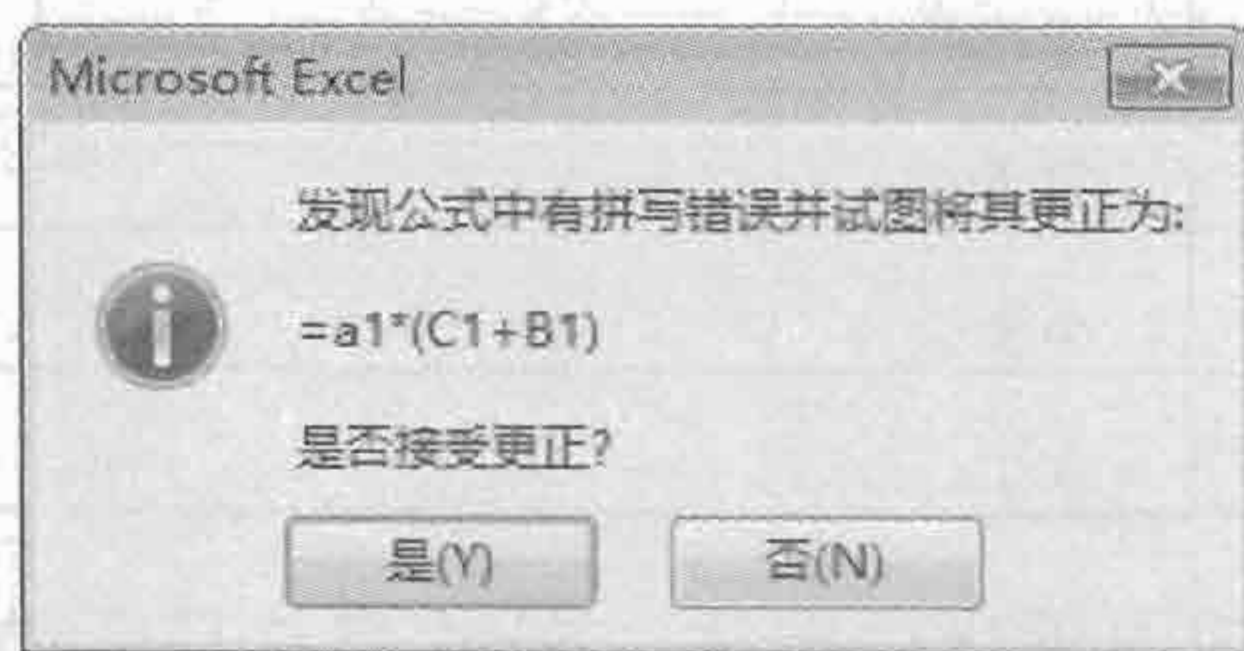 Microsoft Excel
发现公式中有拼写错误并试图将其更正为:
=a1*(C1+B1)
是否接受更正?
是(Y)
否(N)